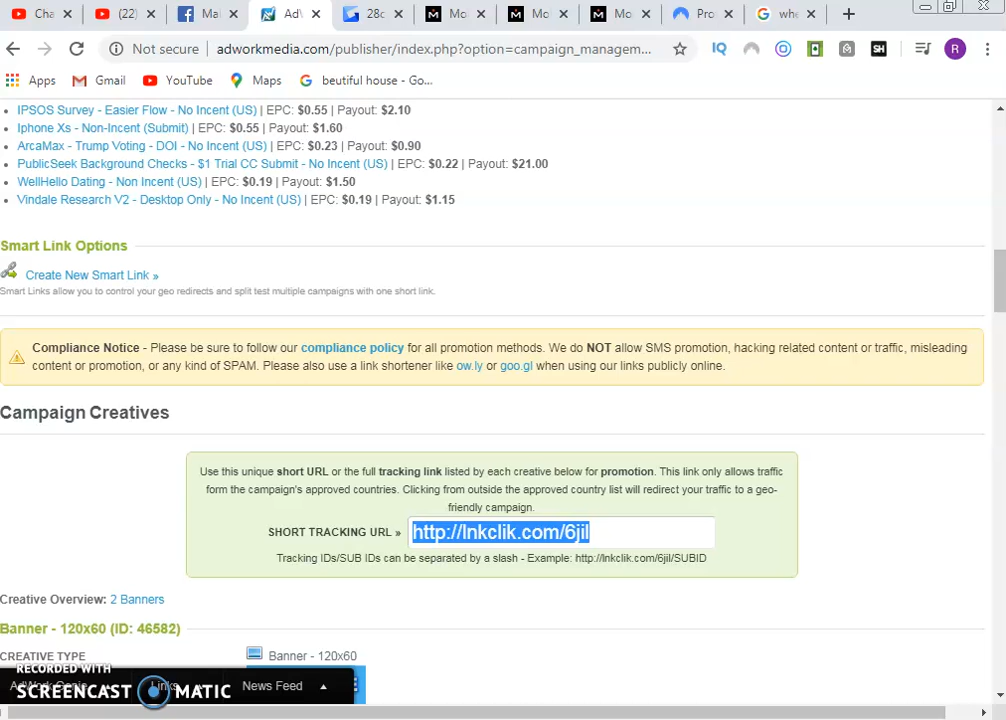 Cha
(22)
Mai
AdW
28c
Mo
Mo
Mo
Pro
whe
Not secure
adworkmedia.com/publisher/index.php?option=campaign_managem...
IQ
SH
R
Apps
Gmail
YouTube
Maps
beutiful house - Go...
IPSOS Survey - Easier Flow - No Incent (US) | EPC: $0.55 | Payout: $2.10
Iphone Xs - Non-Incent (Submit) | EPC: $0.55 | Payout: $1.60
ArcaMax - Trump Voting - DOI - No Incent (US) | EPC: $0.23 | Payout: $0.90
PublicSeek Background Checks - $1 Trial CC Submit - No Incent (US) | EPC: $0.22 | Payout: $21.00
WellHello Dating - Non Incent (US) | EPC: $0.19 | Payout: $1.50
Vindale Research V2 - Desktop Only - No Incent (US) | EPC: $0.19 | Payout: $1.15
Smart Link Options
Create New Smart Link »
Smart Links allow you to control your geo redirects and split test multiple campaigns with one short link.
Compliance Notice - Please be sure to follow our compliance policy for all promotion methods. We do NOT allow SMS promotion, hacking related content or traffic, misleading
content or promotion, or any kind of SPAM. Please also use a link shortener like ow.ly or goo.gl when using our links publicly online.
Campaign Creatives
Use this unique short URL or the full tracking link listed by each creative below for promotion. This link only allows traffic
form the campaign's approved countries. Clicking from outside the approved country list will redirect your traffic to a geo-
friendly campaign.
SHORT TRACKING URL » http://lnkclik.com/6jil
Tracking IDs/SUB IDs can be separated by a slash - Example: http://lnkclik.com/6jil/SUBID
Creative Overview: 2 Banners
Banner - 120x60 (ID: 46582)
CREATIVE TYPE
Banner - 120x60
RECORDED WITH
SCREENCAST MATIC
Links
News Feed